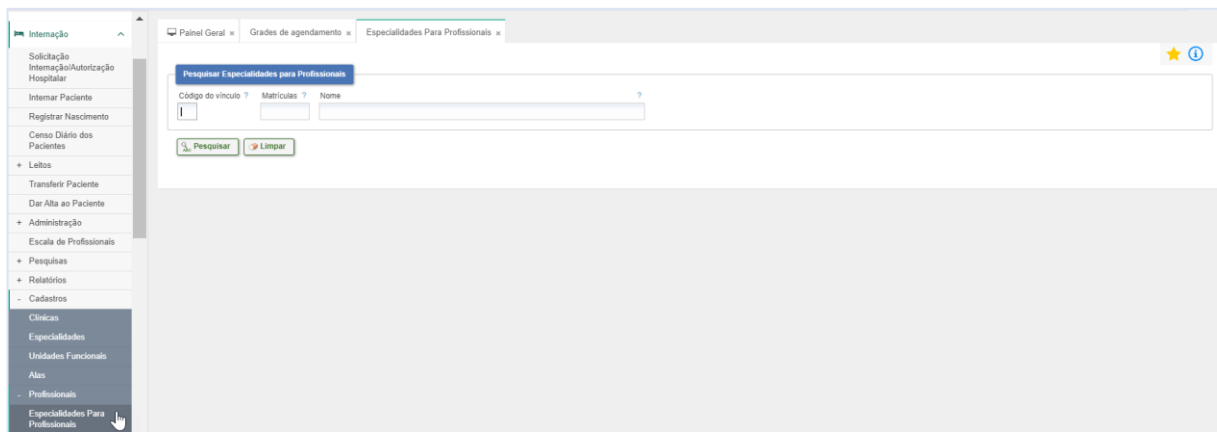 Internação
Solicitação
Internação/Autorização
Hospitalar
Internar Paciente
Registrar Nascimento
Censo Diário dos
Pacientes
+ Leitos
Transferir Paciente
Dar Alta ao Paciente
+ Administração
Escala de Profissionais
+ Pesquisas
+ Relatórios
- Cadastros
Clínicas
Especialidades
Unidades Funcionais
Alas
- Profissionais
Especialidades Para
Profissionais
Painel Geral × Grades de agendamento × Especialidades Para Profissionais ×
Pesquisar Especialidades para Profissionais
Código do vínculo ? Matrículas ? Nome ?
Pesquisar Limpar